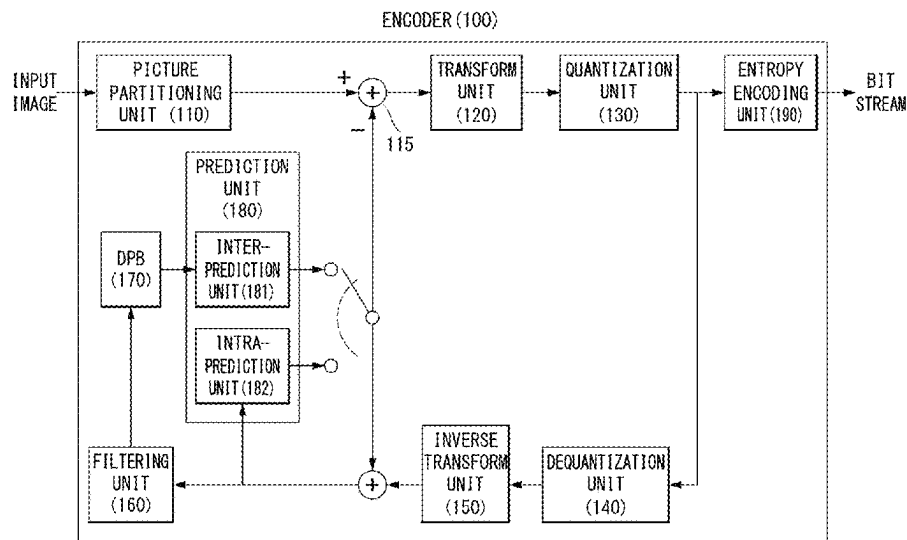 ENCODER(100)
INPUT
IMAGE
PICTURE
PARTITIONING
UNIT (110)
+
+
−
115
TRANSFORM
UNIT
(120)
QUANTIZATION
UNIT
(130)
ENTROPY
ENCODING
UNIT(190)
BIT
STREAM
PREDICTION
UNIT
(180)
DPB
(170)
INTER-
PREDICTION
UNIT(181)
INTRA-
PREDICTION
UNIT(182)
FILTERING
UNIT
(160)
+
INVERSE
TRANSFORM
UNIT
(150)
DEQUANTIZATION
UNIT
(140)